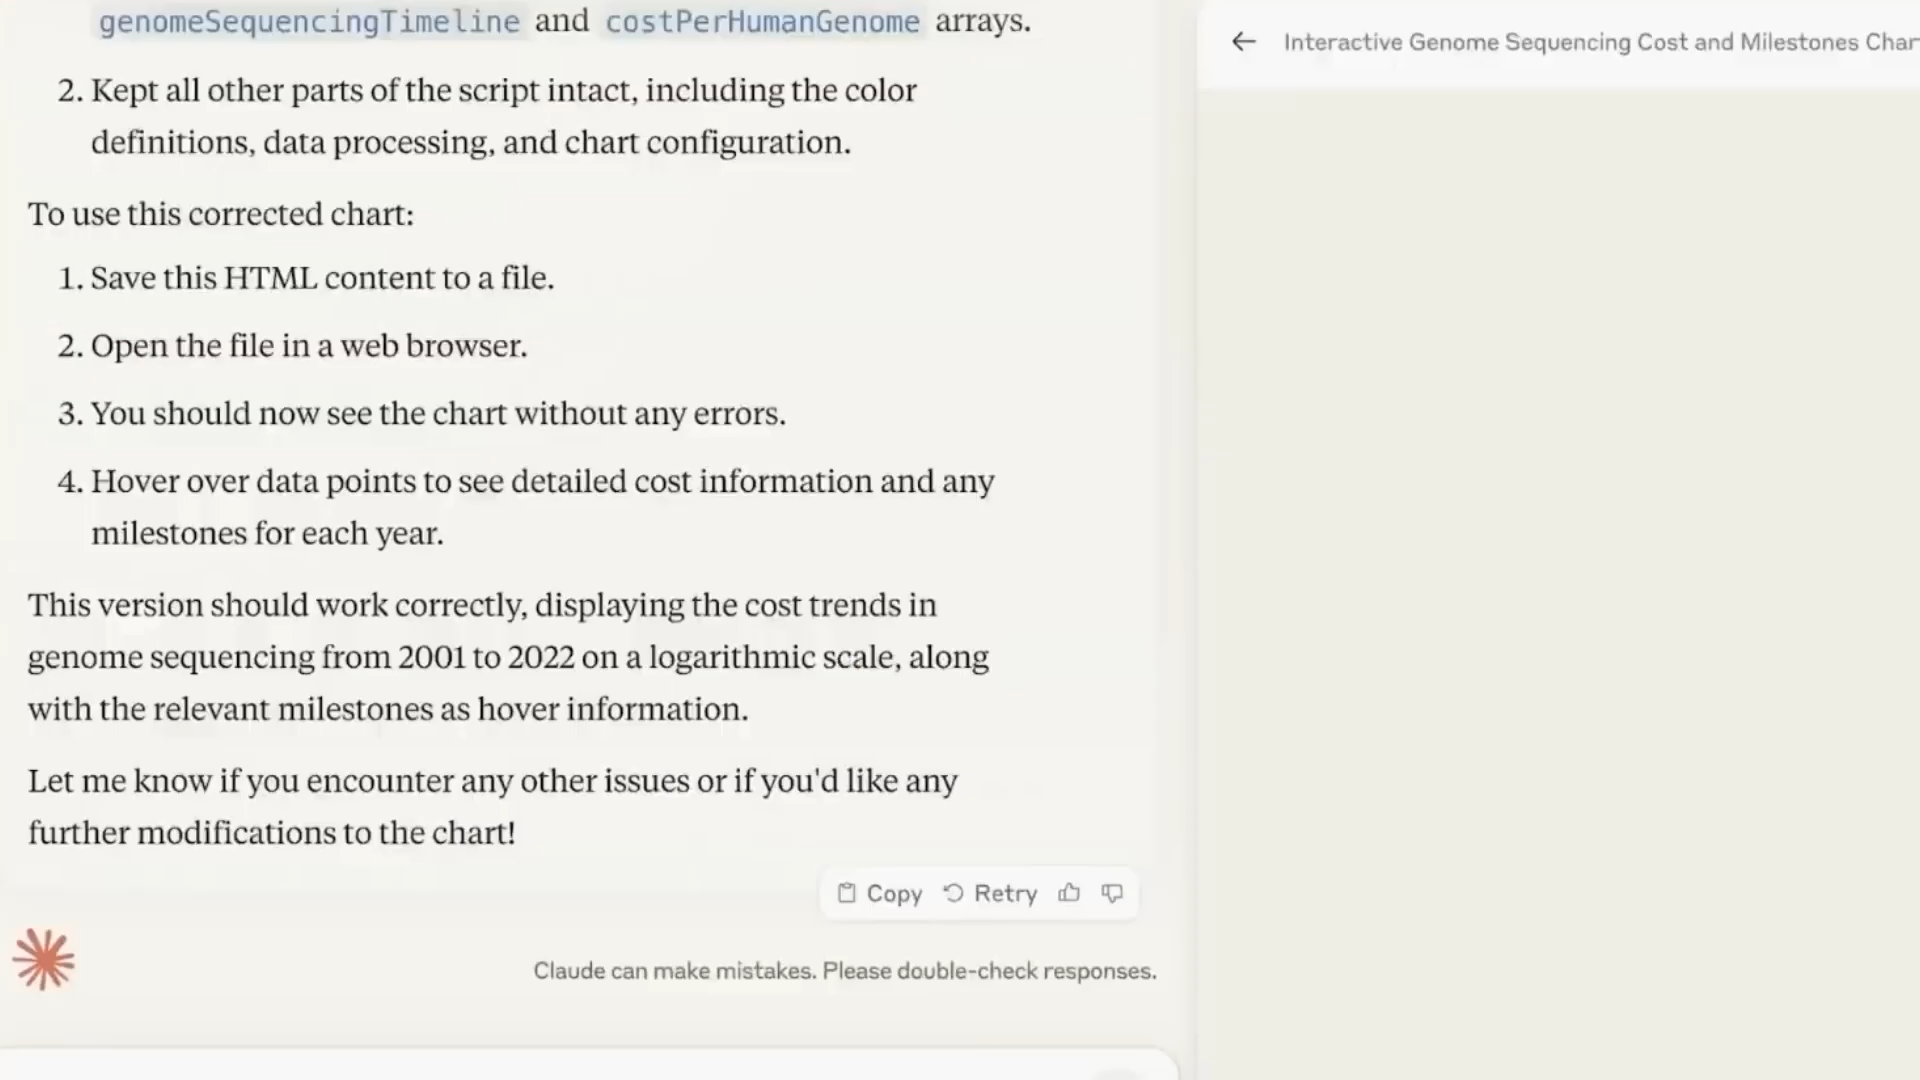 genomeSequencingTimeline and costPerHumanGenome arrays.
2. Kept all other parts of the script intact, including the color
definitions, data processing, and chart configuration.
To use this corrected chart:
1. Save this HTML content to a file.
2. Open the file in a web browser.
3. You should now see the chart without any errors.
4. Hover over data points to see detailed cost information and any
milestones for each year.
This version should work correctly, displaying the cost trends in
genome sequencing from 2001 to 2022 on a logarithmic scale, along
with the relevant milestones as hover information.
Let me know if you encounter any other issues or if you'd like any
further modifications to the chart!
Copy Retry
Claude can make mistakes. Please double-check responses.
Interactive Genome Sequencing Cost and Milestones Char